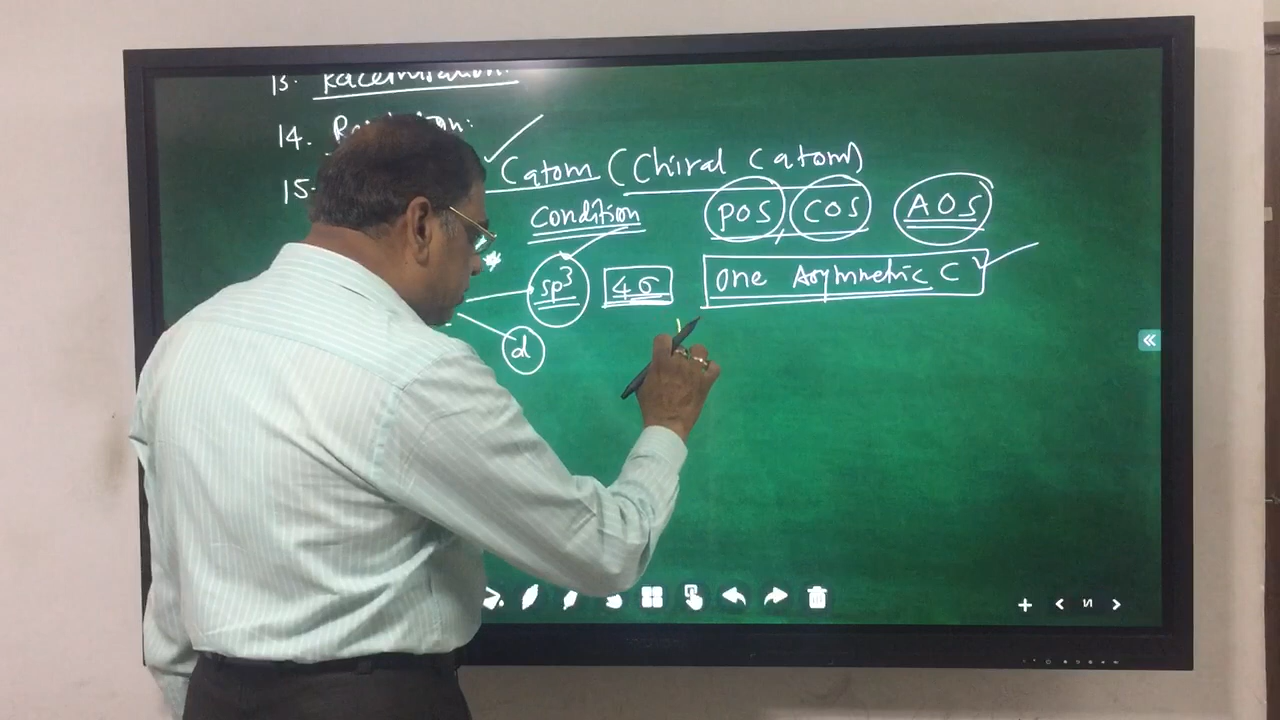 13. Racemisation:
14.
15. C atom (Chiral C atom)
Condition POS, COS AOS
* sp³ 4σ One Asymmetric C
d